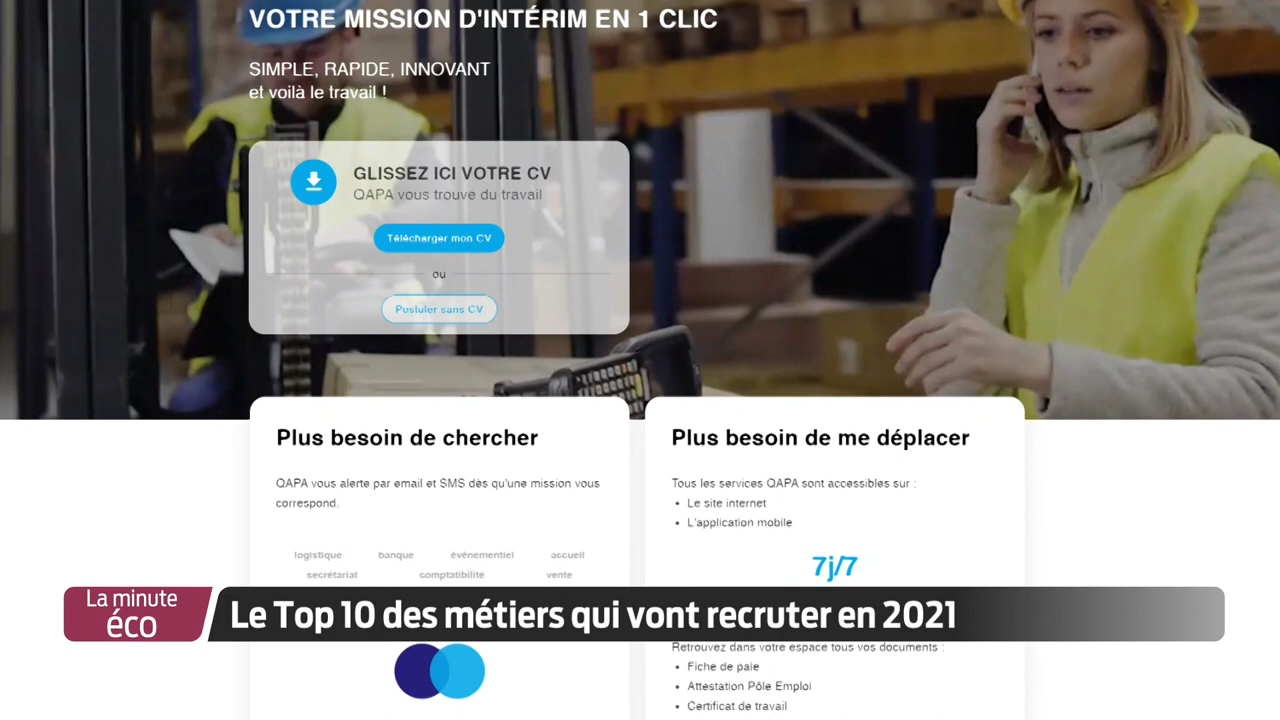 VOTRE MISSION D'INTÉRIM EN 1 CLIC
SIMPLE, RAPIDE, INNOVANT
et voilà le travail !
GLISSEZ ICI VOTRE CV
QAPA vous trouve du travail
Télécharger mon CV
ou
Postuler sans CV
Plus besoin de chercher
QAPA vous alerte par email et SMS dès qu'une mission vous
correspond.
logistique banque événementiel accueil
secrétariat comptatibilité vente
Plus besoin de me déplacer
Tous les services QAPA sont accessibles sur :
• Le site internet
• L'application mobile
7j/7
La minute
éco
Le Top 10 des métiers qui vont recruter en 2021
Retrouvez dans votre espace tous vos documents :
• Fiche de paie
• Attestation Pôle Emploi
• Certificat de travail